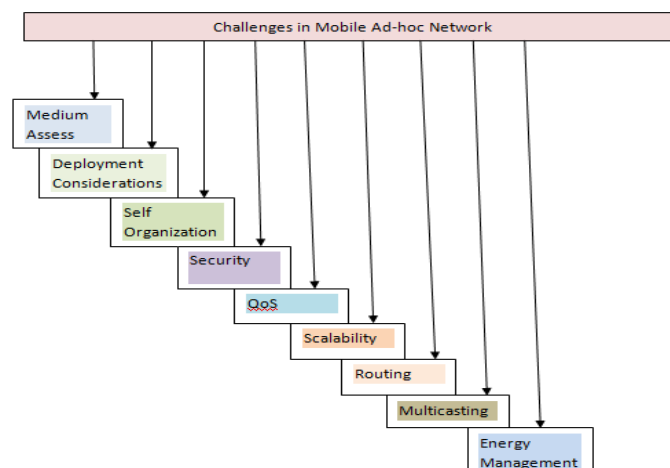 Challenges in Mobile Ad-hoc Network
Medium
Assess
Deployment
Considerations
Self
Organization
Security
QoS
Scalability
Routing
Multicasting
Energy
Management